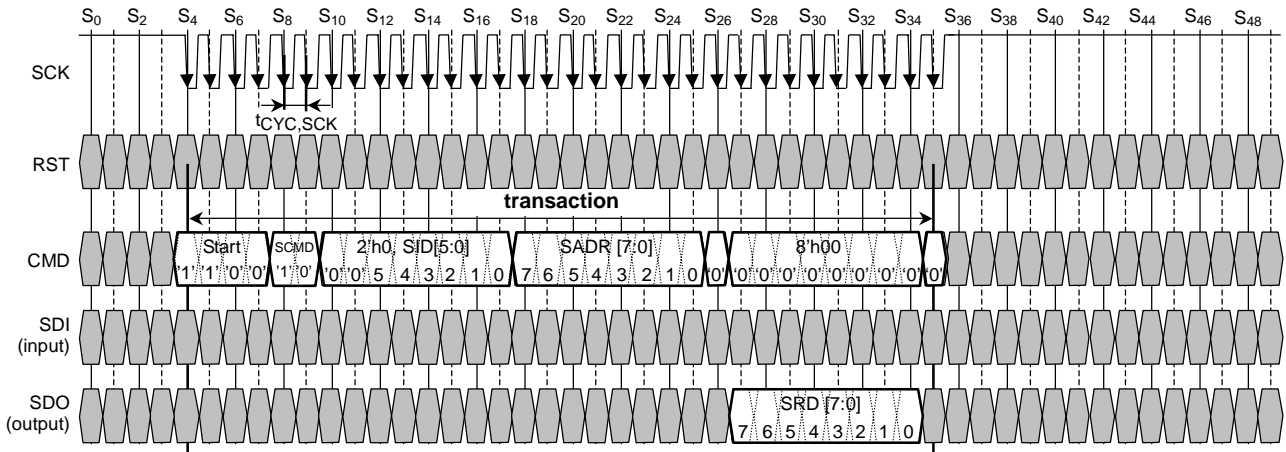 S0 S2 S4 S6 S8 S10 S12 S14 S16 S18 S20 S22 S24 S26 S28 S30 S32 S34 S36 S38 S40 S42 S44 S46 S48
SCK
tCYC,SCK
RST
transaction
Start SCMD 2'h0, SID[5:0] SADR [7:0] 8'h00
CMD
'1' '1' '0' '0' '1' '0' '0' '0' 5 4 3 2 1 0 7 6 5 4 3 2 1 0 '0' '0' '0' '0' '0' '0' '0' '0' '0' '0'
SDI
(input)
SDO
(output)
SRD [7:0]
7 6 5 4 3 2 1 0